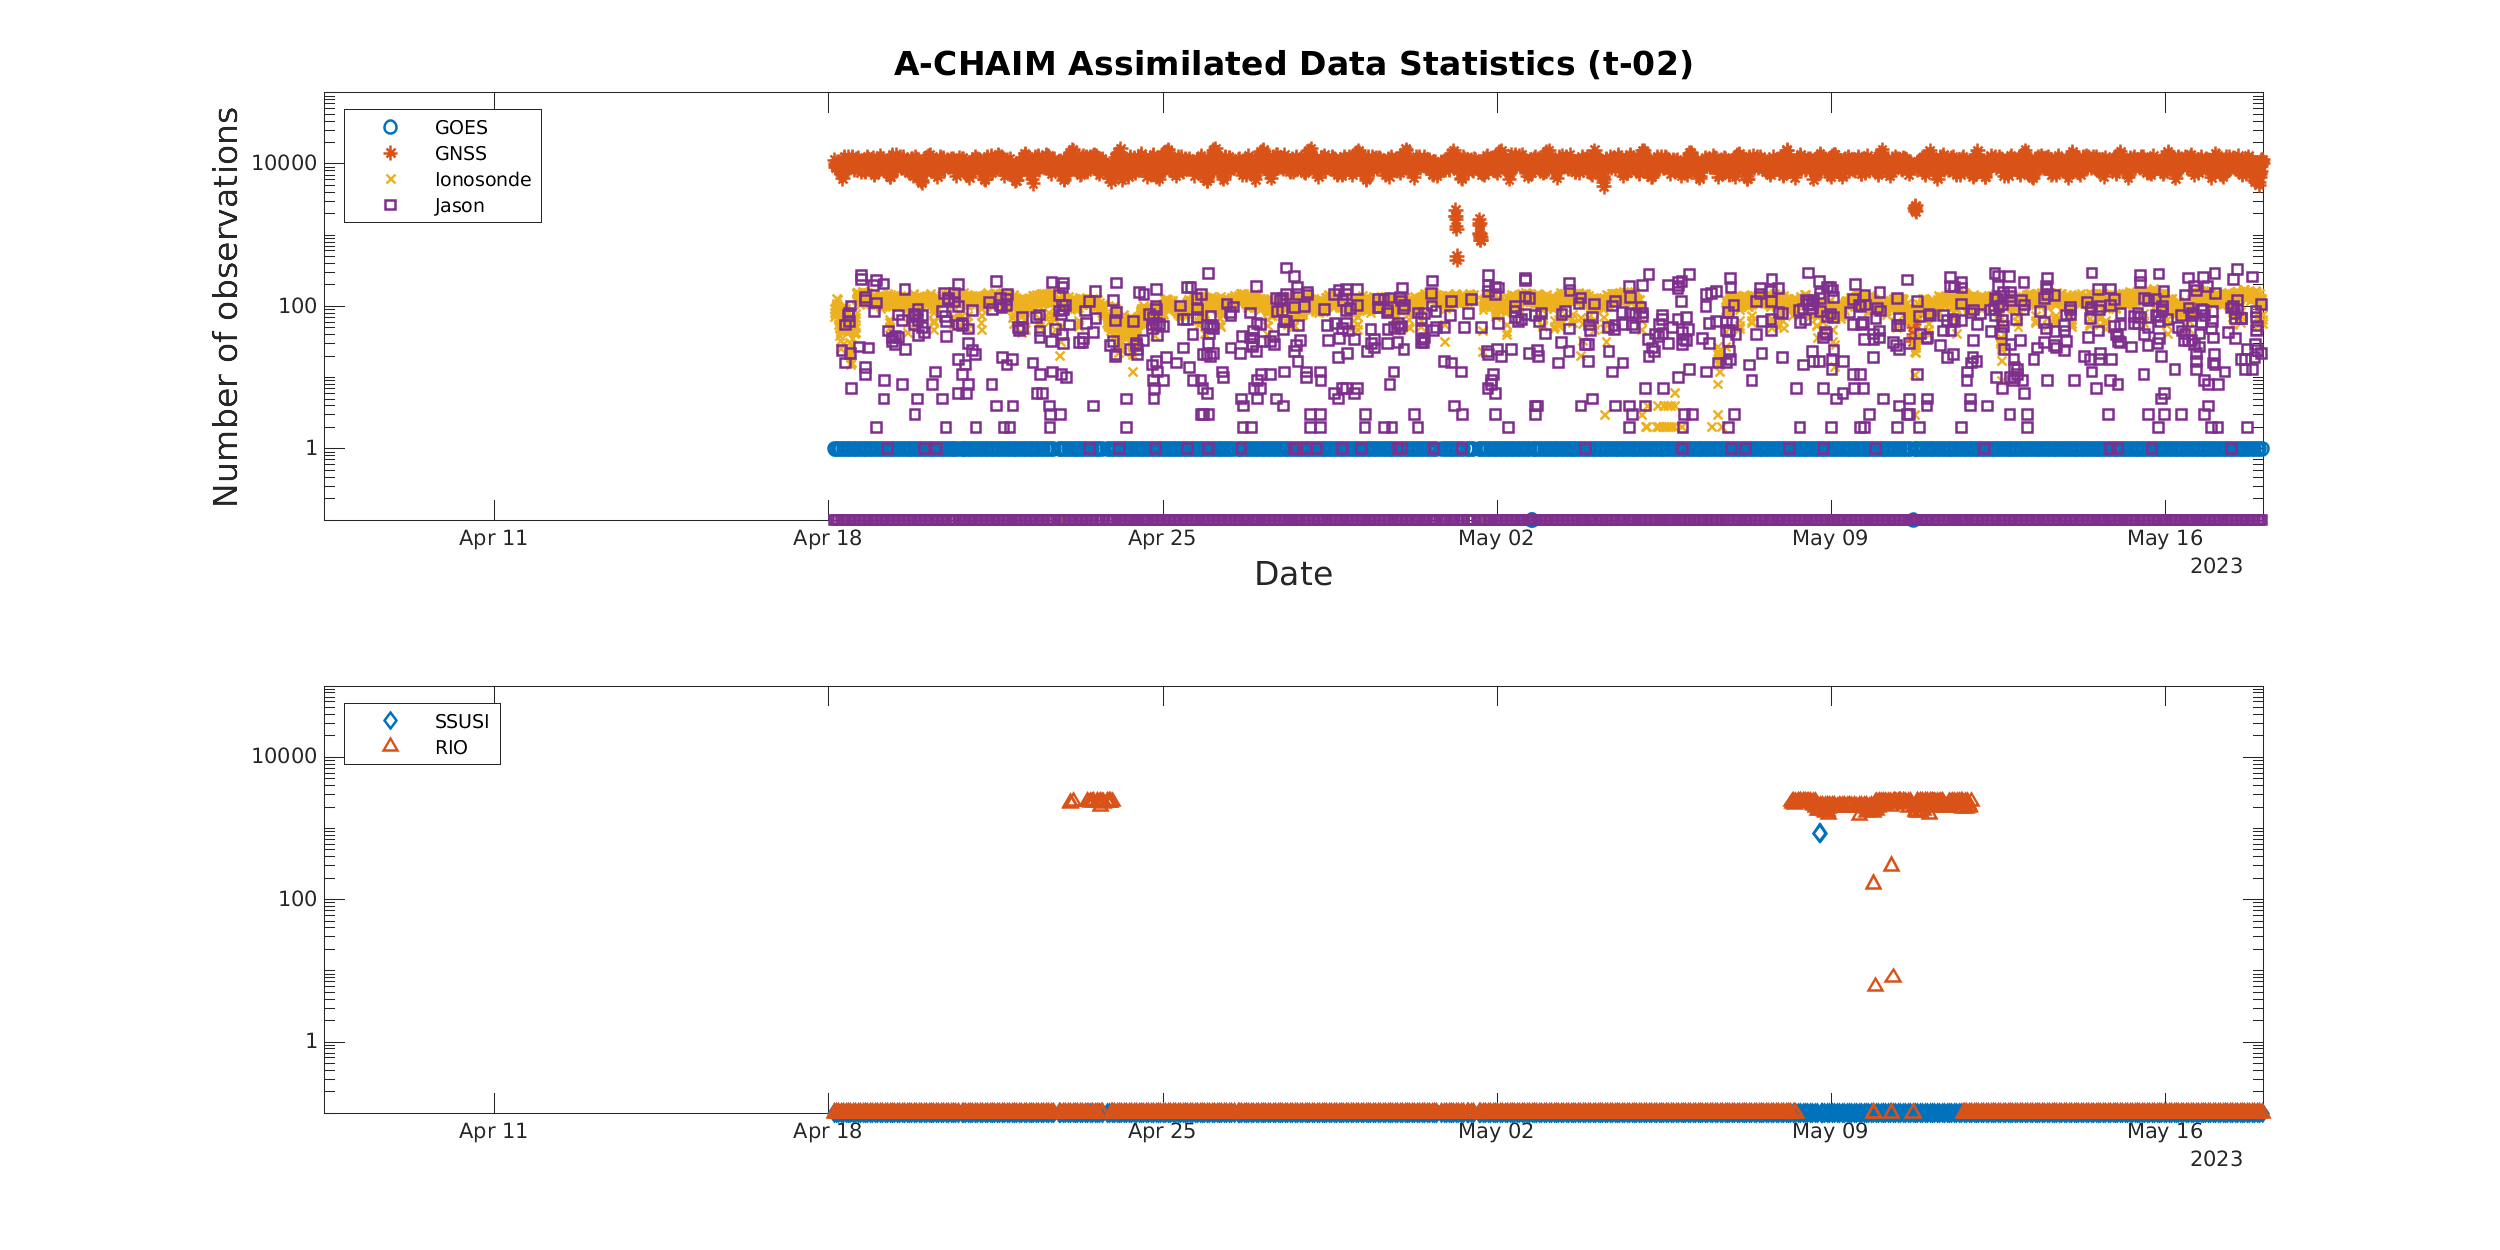 A-CHAIM Assimilated Data Statistics (t-02)
Number of observations
10000
100
1
GOES
GNSS
Ionosonde
Jason
Apr 11 Apr 18 Apr 25 May 02 May 09 May 16
2023
Date
10000
100
1
SSUSI
RIO
Apr 11 Apr 18 Apr 25 May 02 May 09 May 16
2023